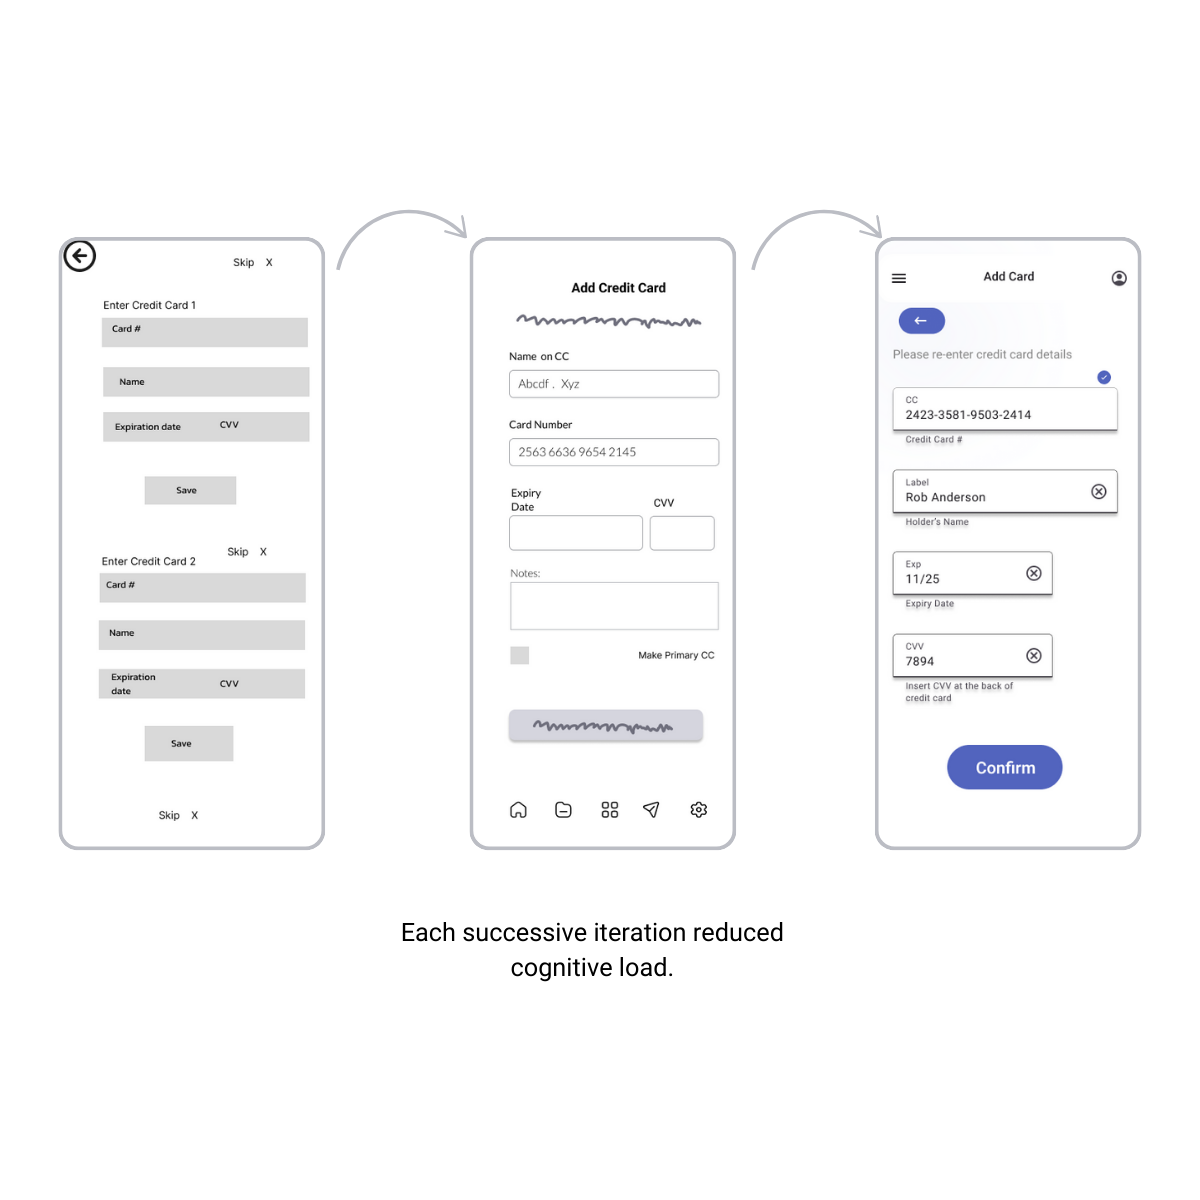 Skip X
Enter Credit Card 1
Card #
Name
Expiration date CVV
Save
Skip X
Enter Credit Card 2
Card #
Name
Expiration
date
CVV
Save
Skip X
Add Credit Card
Name on CC
Abcdf . Xyz
Card Number
2563 6636 9654 2145
Expiry
Date
CVV
Notes:
Make Primary CC
Add Card
Please re-enter credit card details
CC
2423-3581-9503-2414
Credit Card #
Label
Rob Anderson
Holder's Name
Exp
11/25
Expiry Date
CVV
7894
Insert CVV at the back of
credit card
Confirm
Each successive iteration reduced
cognitive load.